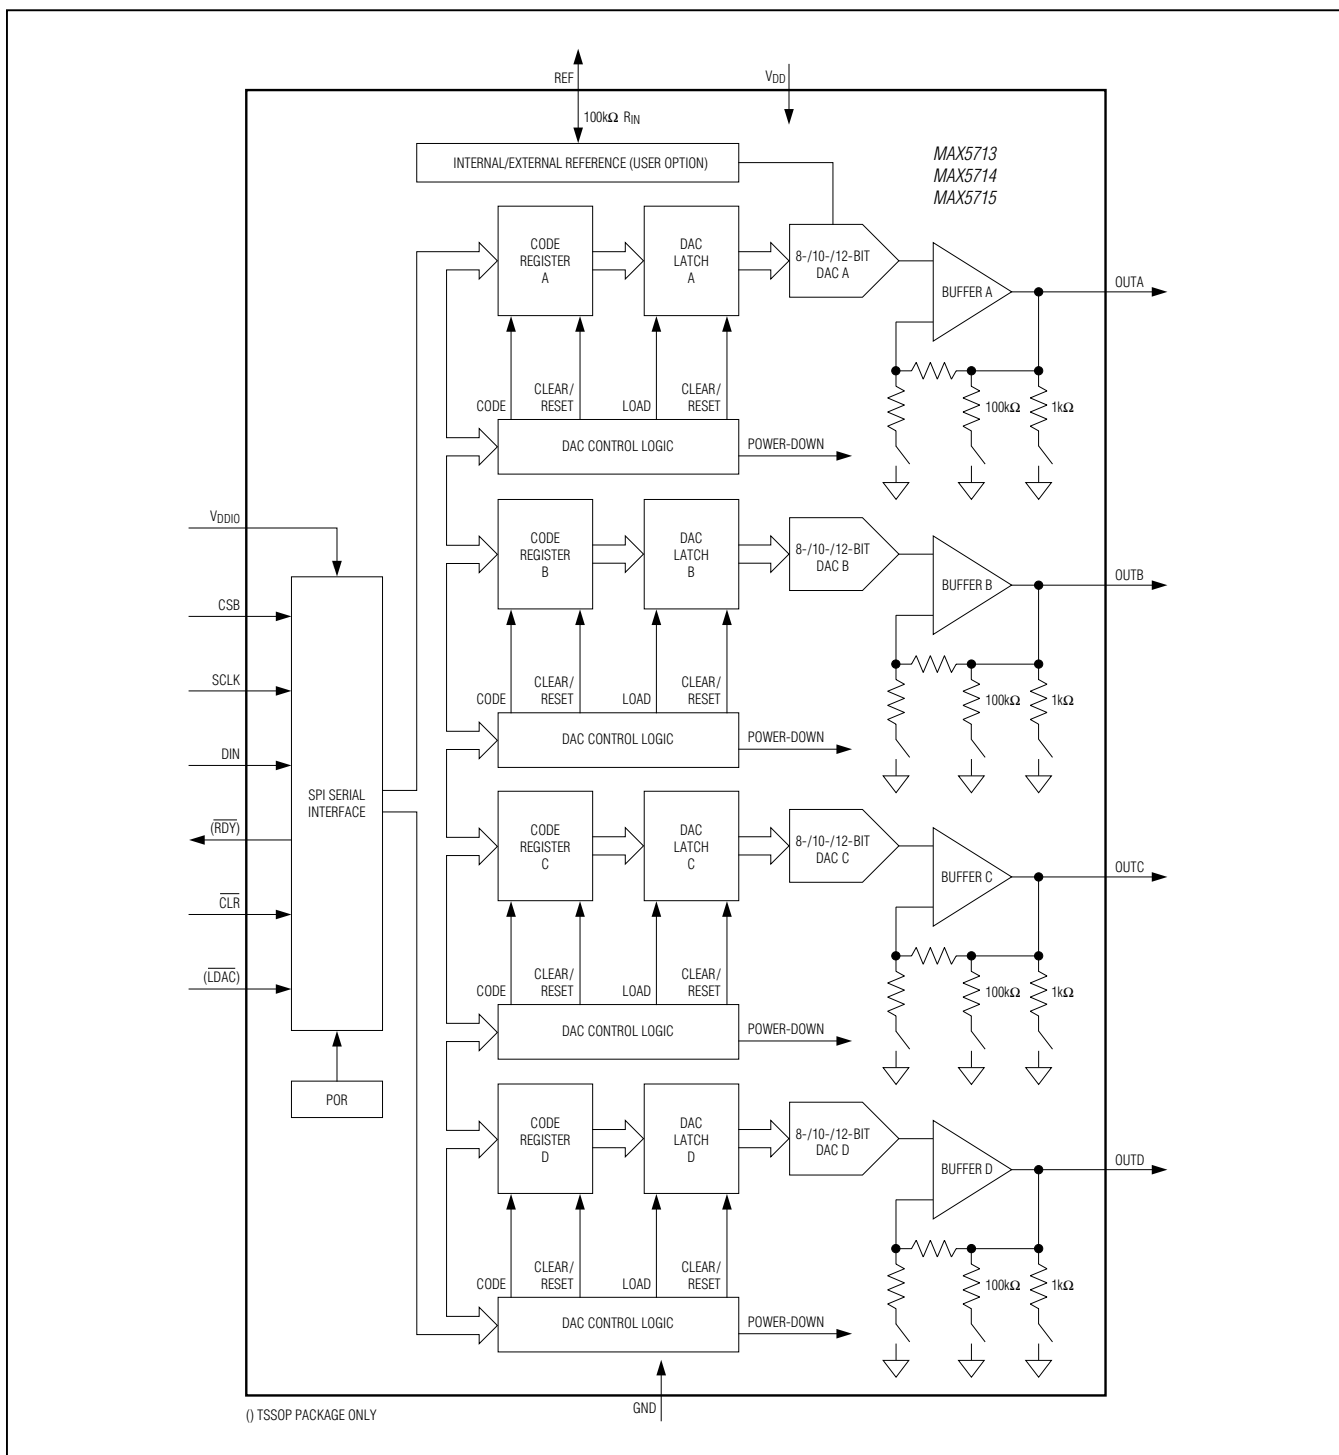 REF
VDD
100kΩ RIN
INTERNAL/EXTERNAL REFERENCE (USER OPTION)
MAX5713
MAX5714
MAX5715
CODE
REGISTER
A
DAC
LATCH
A
8-/10-/12-BIT
DAC A
BUFFER A
OUTA
CODE
CLEAR/
RESET
LOAD
CLEAR/
RESET
100kΩ
1kΩ
DAC CONTROL LOGIC
POWER-DOWN
VDDIO
CODE
REGISTER
B
DAC
LATCH
B
8-/10-/12-BIT
DAC B
BUFFER B
OUTB
CODE
CLEAR/
RESET
LOAD
CLEAR/
RESET
100kΩ
1kΩ
DAC CONTROL LOGIC
POWER-DOWN
CSB
SCLK
DIN
(R̅D̅Y̅)
C̅L̅R̅
(L̅D̅A̅C̅)
SPI SERIAL
INTERFACE
POR
CODE
REGISTER
C
DAC
LATCH
C
8-/10-/12-BIT
DAC C
BUFFER C
OUTC
CODE
CLEAR/
RESET
LOAD
CLEAR/
RESET
100kΩ
1kΩ
DAC CONTROL LOGIC
POWER-DOWN
CODE
REGISTER
D
DAC
LATCH
D
8-/10-/12-BIT
DAC D
BUFFER D
OUTD
CODE
CLEAR/
RESET
LOAD
CLEAR/
RESET
100kΩ
1kΩ
DAC CONTROL LOGIC
POWER-DOWN
GND
() TSSOP PACKAGE ONLY